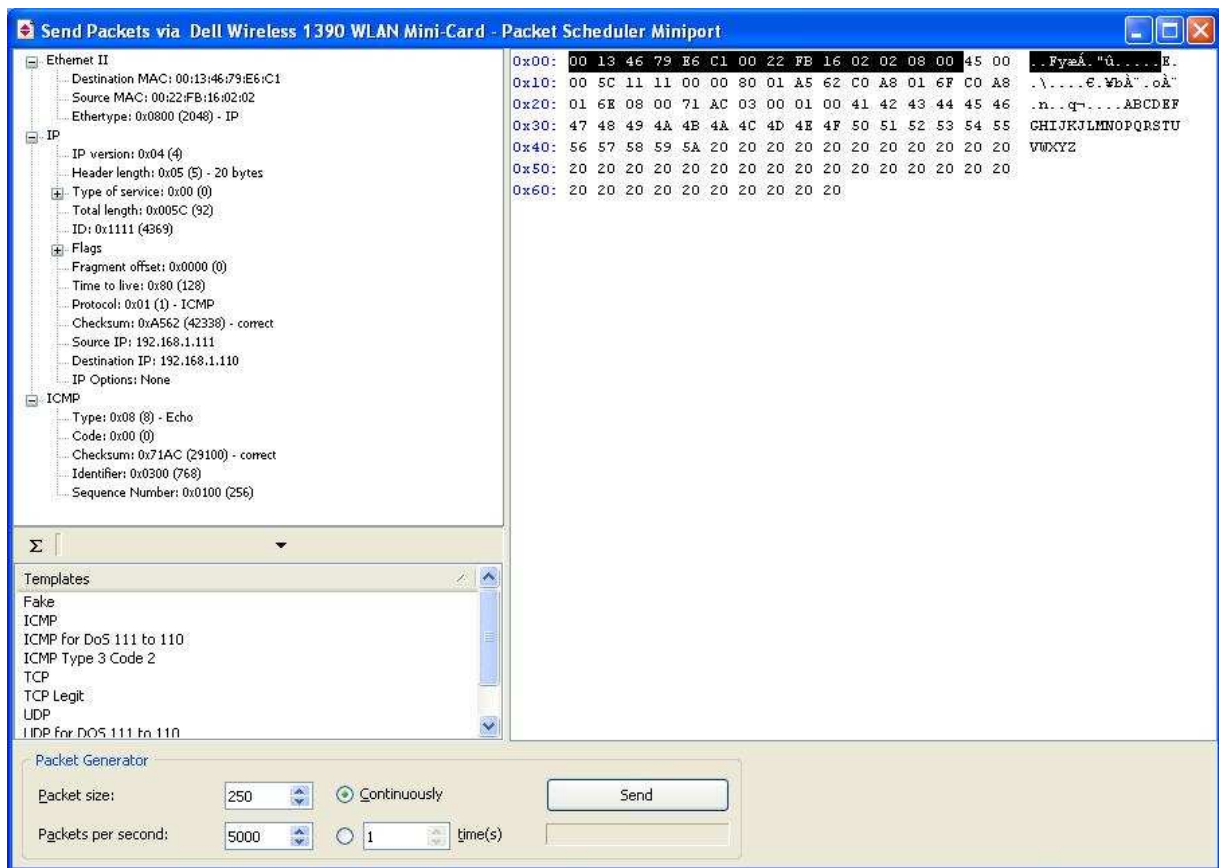 Send Packets via Dell Wireless 1390 WLAN Mini-Card - Packet Scheduler Miniport
Ethernet II
Destination MAC: 00:13:46:79:E6:C1
Source MAC: 00:22:FB:16:02:02
Ethertype: 0x0800 (2048) - IP
IP
IP version: 0x04 (4)
Header length: 0x05 (5) - 20 bytes
Type of service: 0x00 (0)
Total length: 0x005C (92)
ID: 0x1111 (4369)
Flags
Fragment offset: 0x0000 (0)
Time to live: 0x80 (128)
Protocol: 0x01 (1) - ICMP
Checksum: 0xA562 (42338) - correct
Source IP: 192.168.1.111
Destination IP: 192.168.1.110
IP Options: None
ICMP
Type: 0x08 (8) - Echo
Code: 0x00 (0)
Checksum: 0x71AC (29100) - correct
Identifier: 0x0300 (768)
Sequence Number: 0x0100 (256)
0x00: 00 13 46 79 E6 C1 00 22 FB 16 02 02 08 00 45 00 ..FyæÁ."û.....E.
0x10: 00 5C 11 11 00 00 80 01 A5 62 C0 A8 01 6F C0 A8 .\....€.¥bÀ¨.oÀ¨
0x20: 01 6E 08 00 71 AC 03 00 01 00 41 42 43 44 45 46 .n..q¬....ABCDEF
0x30: 47 48 49 4A 4B 4A 4C 4D 4E 4F 50 51 52 53 54 55 GHIJKJLMNOPQRSTU
0x40: 56 57 58 59 5A 20 20 20 20 20 20 20 20 20 20 20 VWXYZ
0x50: 20 20 20 20 20 20 20 20 20 20 20 20 20 20 20 20
0x60: 20 20 20 20 20 20 20 20 20 20
Σ
Templates
Fake
ICMP
ICMP for DoS 111 to 110
ICMP Type 3 Code 2
TCP
TCP Legit
UDP
UDP for DOS 111 to 110
Packet Generator
Packet size: 250 Continuously Send
Packets per second: 5000 1 time(s)